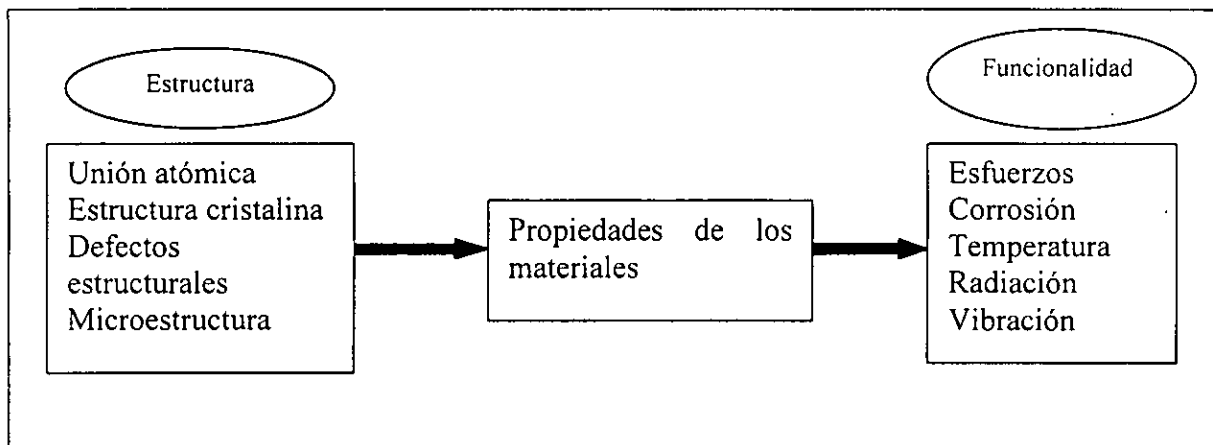 Estructura
Funcionalidad
Unión atómica
Estructura cristalina
Defectos
estructurales
Microestructura
Propiedades de los
materiales
Esfuerzos
Corrosión
Temperatura
Radiación
Vibración